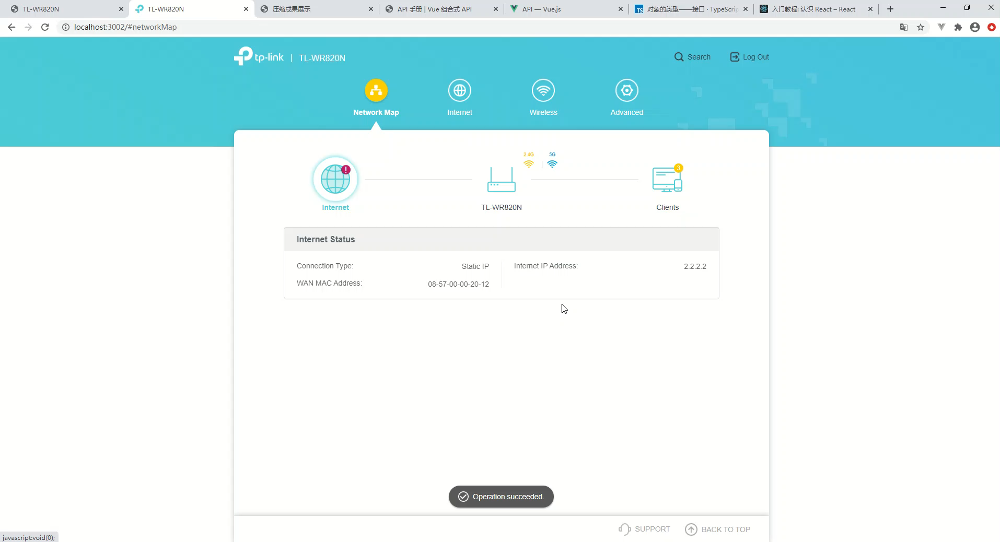 TL-WR820N
TL-WR820N
压缩成果展示
API 手册 | Vue 组合式 API
API — Vue.js
TS 对象的类型——接口 · TypeScrip
入门教程: 认识 React – React
localhost:3002/#networkMap
tp-link | TL-WR820N
Search
Log Out
Network Map
Internet
Wireless
Advanced
2.4G
5G
3
Internet
TL-WR820N
Clients
Internet Status
Connection Type: Static IP
Internet IP Address: 2.2.2.2
WAN MAC Address: 08-57-00-00-20-12
Operation succeeded.
SUPPORT
BACK TO TOP
javascript:void(0);